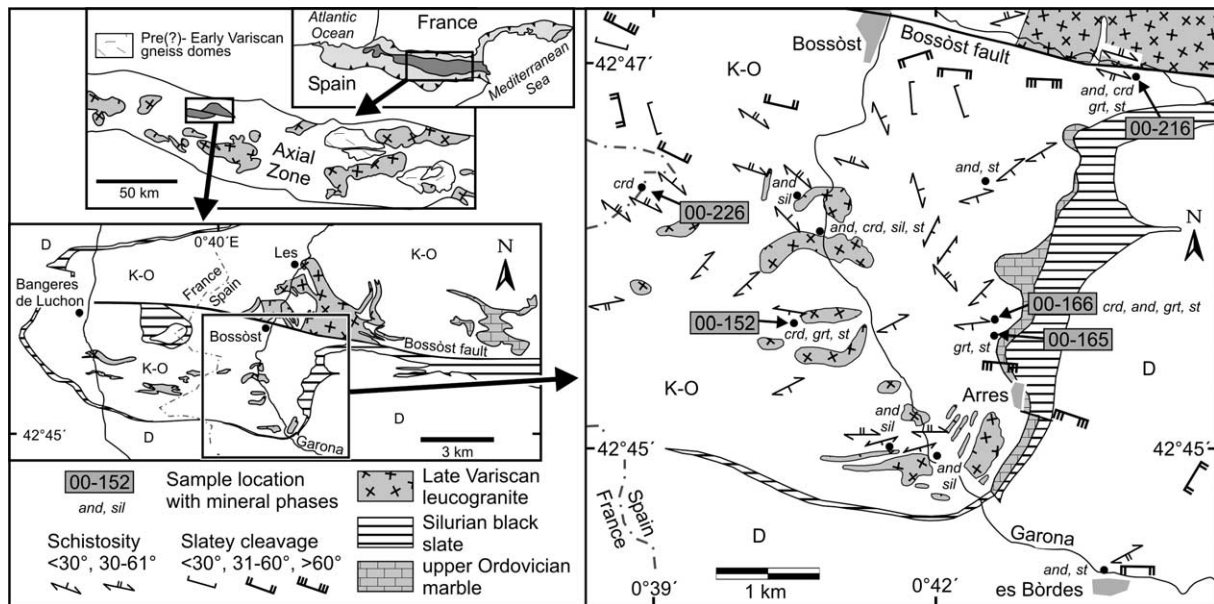 Atlantic
Ocean
France
Spain
Mediterranean
Sea
Pre(?)- Early Variscan
gneiss domes
Axial
Zone
50 km
D
0°40´E
Les
N
K-O
K-O
Bangeres
de Luchon
France
Spain
Bossòst
Bossòst fault
K-O
D
D
42°45´
Garona
3 km
00-152
and, sil
Sample location
with mineral phases
Late Variscan
leucogranite
Silurian black
slate
upper Ordovician
marble
Schistosity
<30°, 30-61°
Slatey cleavage
<30°, 31-60°, >60°
42°47´
Bossòst
K-O
Bossòst fault
and, crd
grt, st
00-216
crd
00-226
and
sil
and, st
N
and, crd, sil, st
00-152
crd, grt, st
00-166
crd, and, grt, st
00-165
grt, st
K-O
D
Arres
and
sil
and
sil
42°45´
Spain
France
D
Garona
0°39´
1 km
0°42´
and, st
es Bòrdes